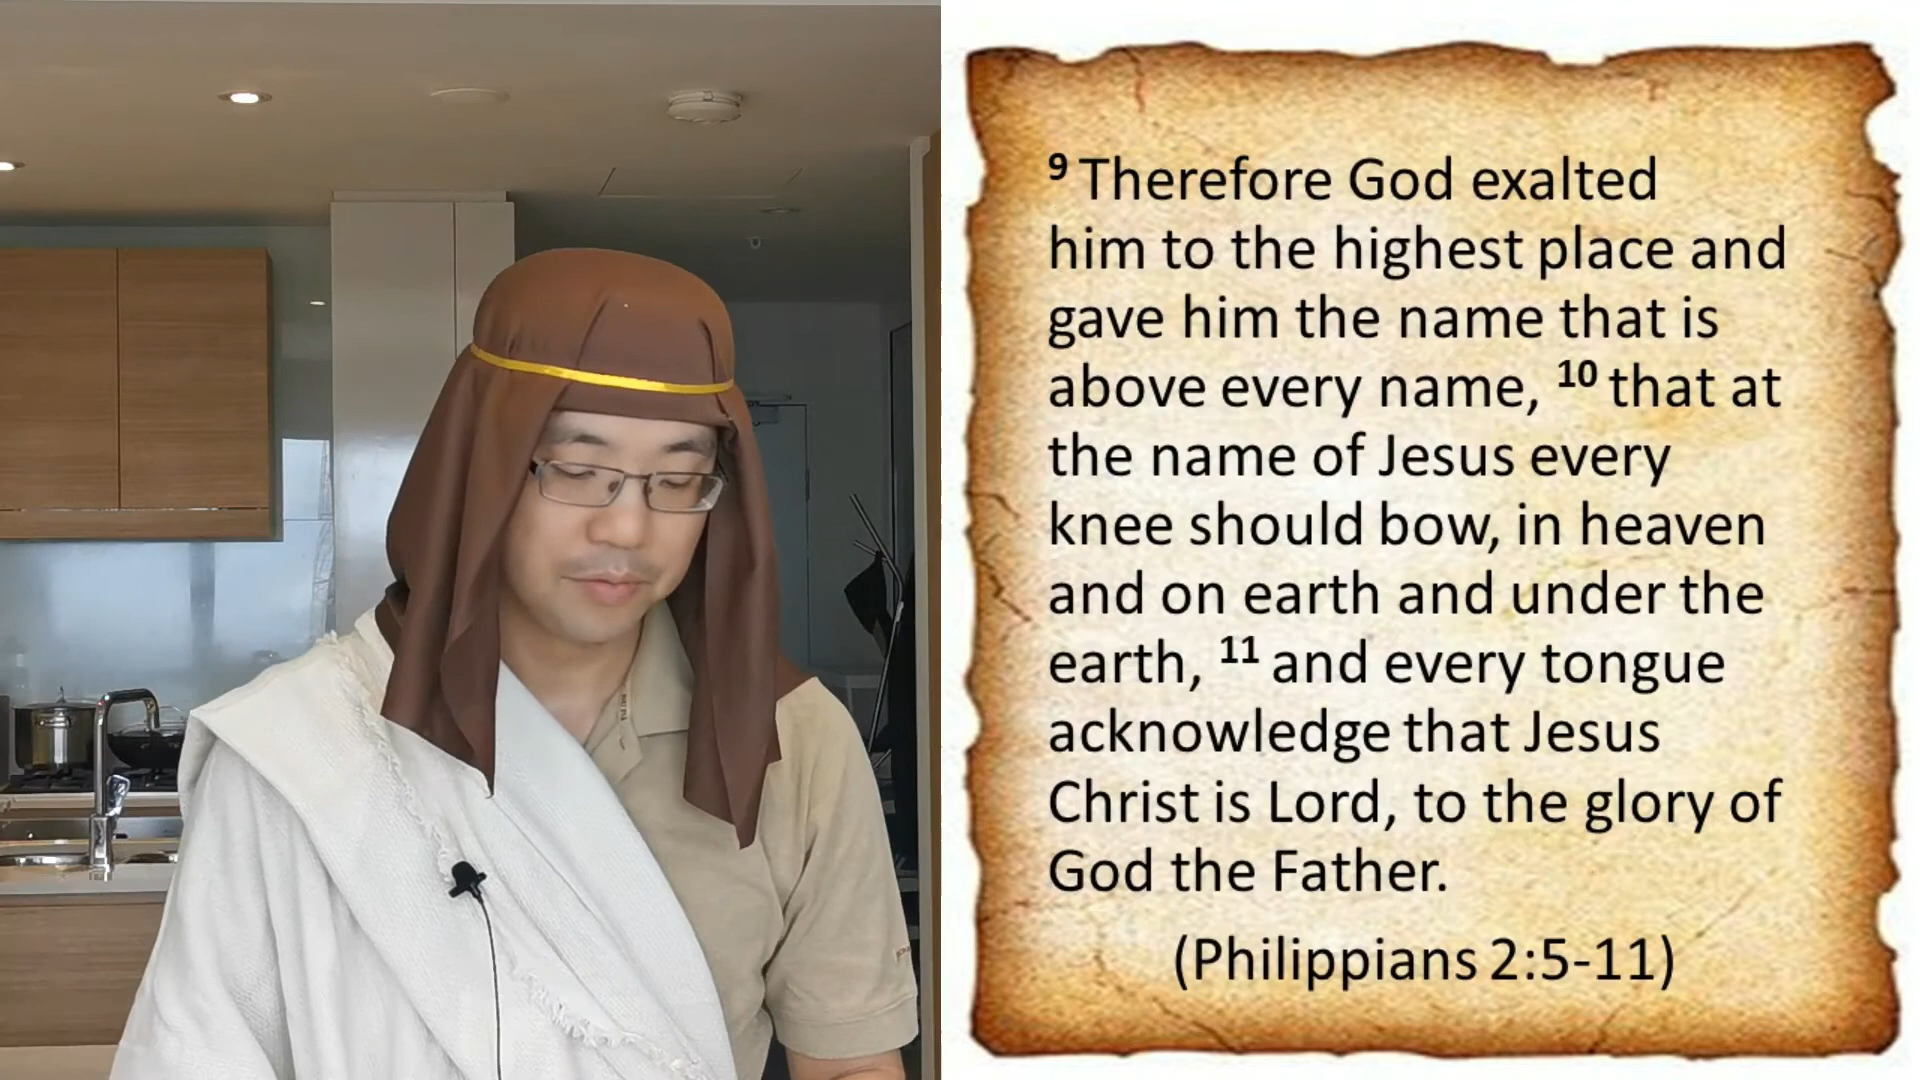 9 Therefore God exalted
him to the highest place and
gave him the name that is
above every name, 10 that at
the name of Jesus every
knee should bow, in heaven
and on earth and under the
earth, 11 and every tongue
acknowledge that Jesus
Christ is Lord, to the glory of
God the Father.
(Philippians 2:5-11)